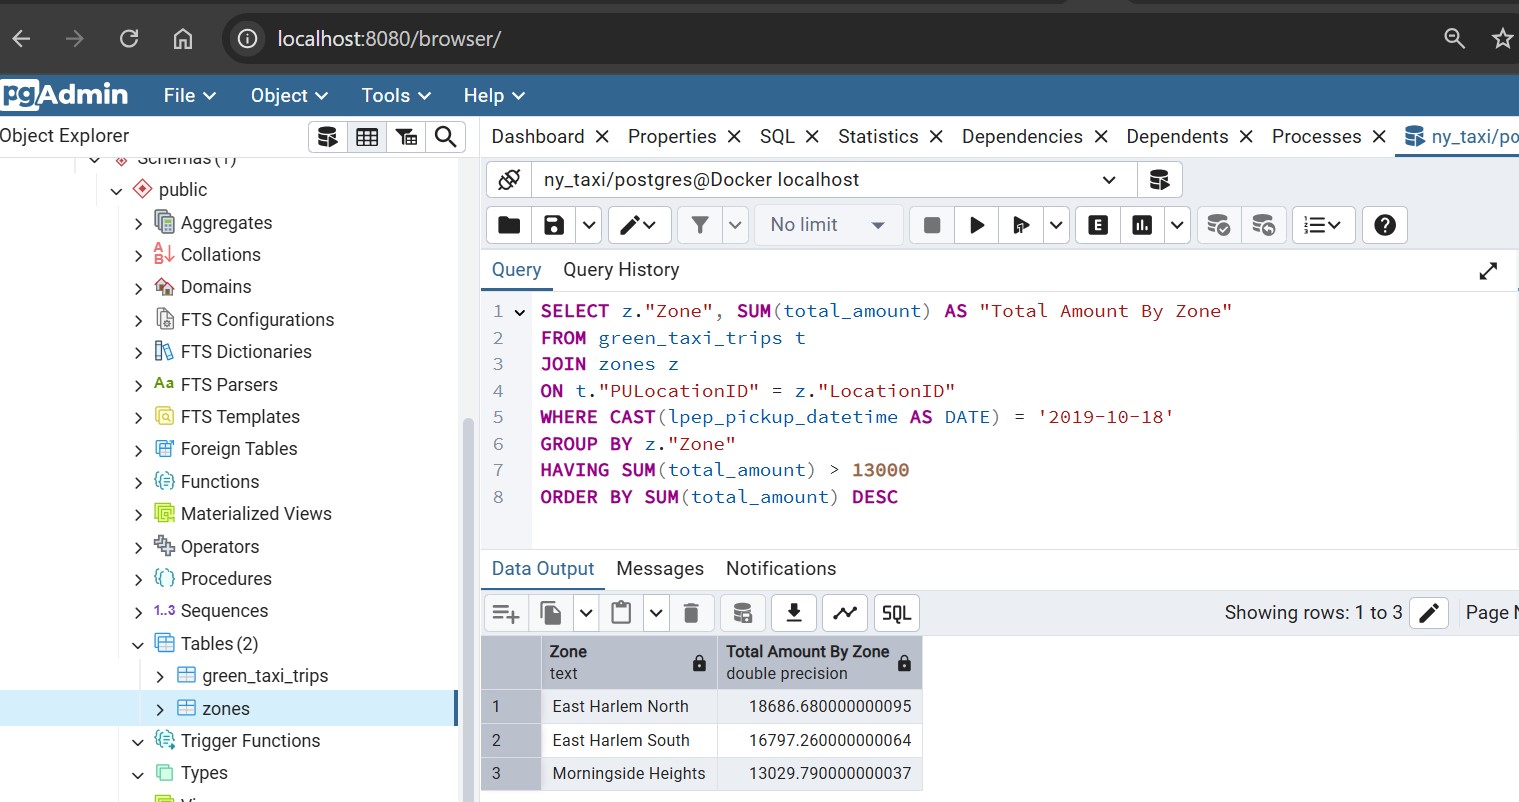 localhost:8080/browser/
pgAdmin File Object Tools Help
Object Explorer
Dashboard Properties SQL Statistics Dependencies Dependents Processes ny_taxi/po
Schemas (1)
public
Aggregates
Collations
Domains
FTS Configurations
FTS Dictionaries
Aa FTS Parsers
FTS Templates
Foreign Tables
Functions
Materialized Views
Operators
Procedures
1..3 Sequences
Tables (2)
green_taxi_trips
zones
Trigger Functions
Types
ny_taxi/postgres@Docker localhost
No limit E
Query Query History
1 SELECT z."Zone", SUM(total_amount) AS "Total Amount By Zone"
2 FROM green_taxi_trips t
3 JOIN zones z
4 ON t."PULocationID" = z."LocationID"
5 WHERE CAST(lpep_pickup_datetime AS DATE) = '2019-10-18'
6 GROUP BY z."Zone"
7 HAVING SUM(total_amount) > 13000
8 ORDER BY SUM(total_amount) DESC
Data Output Messages Notifications
SQL Showing rows: 1 to 3 Page N
Zone Total Amount By Zone
text double precision
1 East Harlem North 18686.680000000095
2 East Harlem South 16797.260000000064
3 Morningside Heights 13029.790000000037